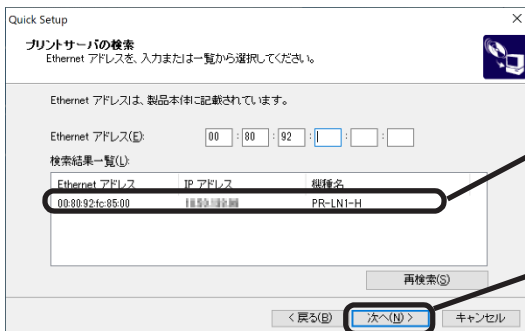 Quick Setup
プリントサーバの検索
Ethernet アドレスを、入力または一覧から選択してください。
Ethernet アドレスは、製品本体に記載されています。
Ethernet アドレス(E): 00 : 80 : 92 : : :
検索結果一覧(L):
Ethernet アドレス IP アドレス 機種名
00:80:92:fc:85:00 PR-LN1-H
再検索(S)
< 戻る(B) 次へ(N) > キャンセル